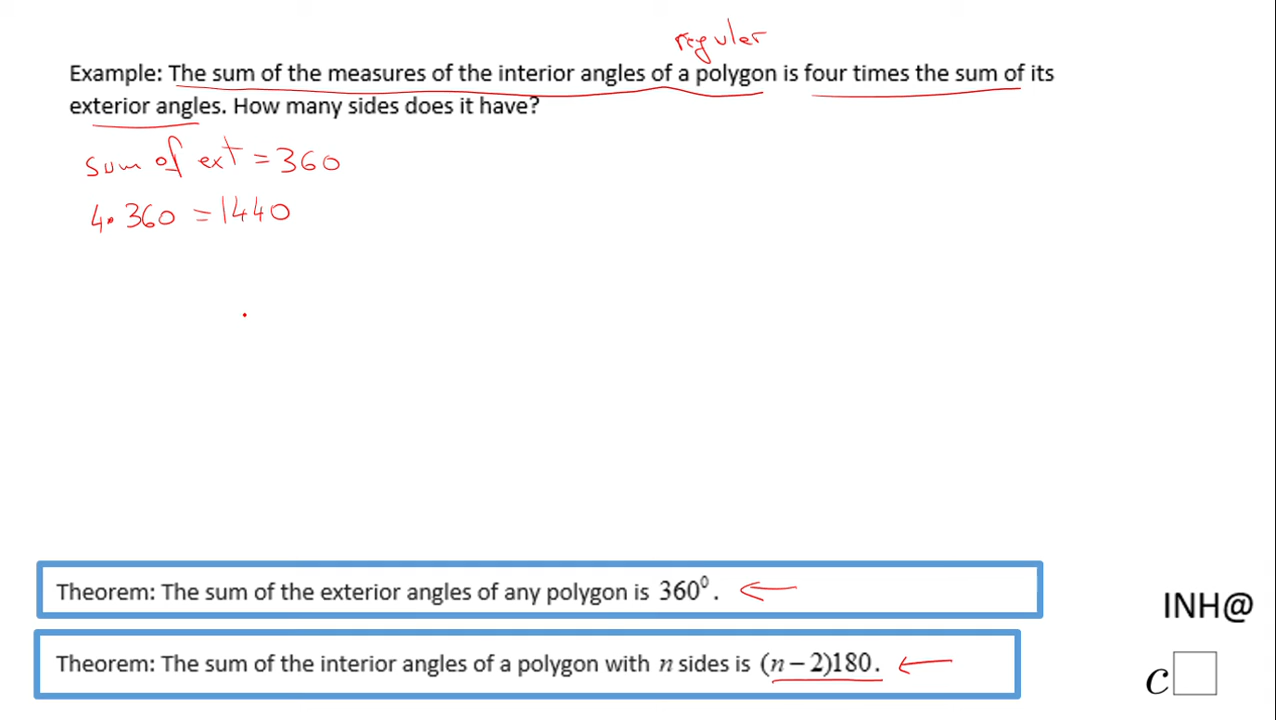 regular
Example: The sum of the measures of the interior angles of a polygon is four times the sum of its
exterior angles. How many sides does it have?
sum of ext = 360
4·360 = 1440
Theorem: The sum of the exterior angles of any polygon is 360⁰.
INH@
Theorem: The sum of the interior angles of a polygon with n sides is (n − 2)180.
c